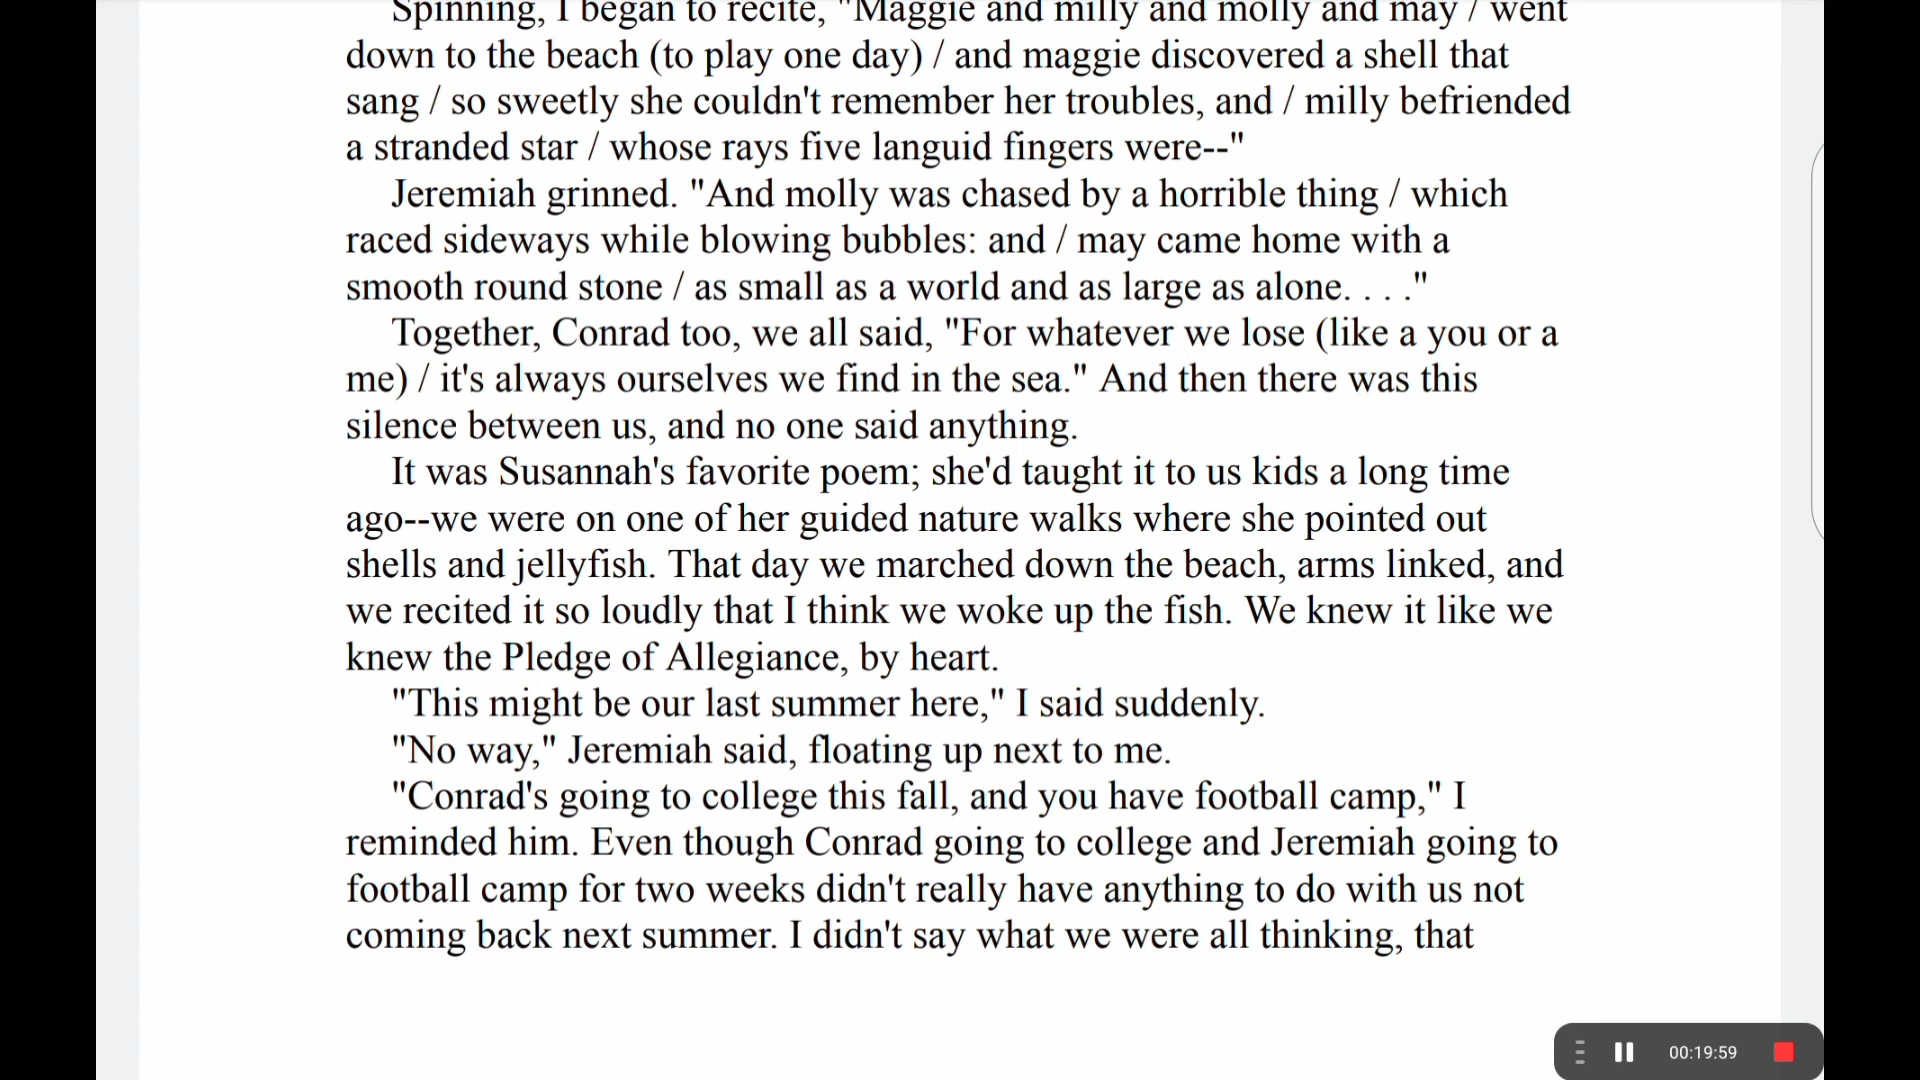 Spinning, I began to recite, "Maggie and milly and molly and may / went
down to the beach (to play one day) / and maggie discovered a shell that
sang / so sweetly she couldn't remember her troubles, and / milly befriended
a stranded star / whose rays five languid fingers were--"
Jeremiah grinned. "And molly was chased by a horrible thing / which
raced sideways while blowing bubbles: and / may came home with a
smooth round stone / as small as a world and as large as alone. . . ."
Together, Conrad too, we all said, "For whatever we lose (like a you or a
me) / it's always ourselves we find in the sea." And then there was this
silence between us, and no one said anything.
It was Susannah's favorite poem; she'd taught it to us kids a long time
ago--we were on one of her guided nature walks where she pointed out
shells and jellyfish. That day we marched down the beach, arms linked, and
we recited it so loudly that I think we woke up the fish. We knew it like we
knew the Pledge of Allegiance, by heart.
"This might be our last summer here," I said suddenly.
"No way," Jeremiah said, floating up next to me.
"Conrad's going to college this fall, and you have football camp," I
reminded him. Even though Conrad going to college and Jeremiah going to
football camp for two weeks didn't really have anything to do with us not
coming back next summer. I didn't say what we were all thinking, that
00:19:59